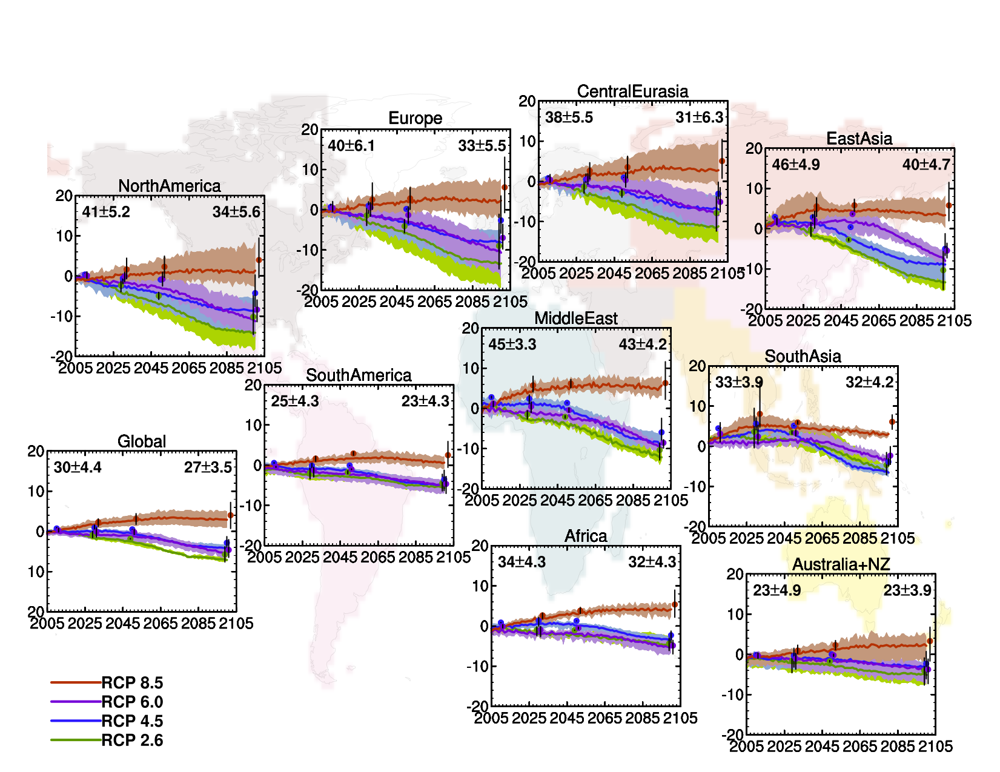 CentralEurasia
20
38±5.5 31±6.3
10
0
-10
-20
2005 2025 2045 2065 2085 2105
Europe
20
40±6.1 33±5.5
10
0
-10
-20
2005 2025 2045 2065 2085 2105
EastAsia
20
46±4.9 40±4.7
10
0
-10
-20
2005 2025 2045 2065 2085 2105
NorthAmerica
20
41±5.2 34±5.6
10
0
-10
-20
2005 2025 2045 2065 2085 2105
MiddleEast
20
45±3.3 43±4.2
10
0
-10
-20
2005 2025 2045 2065 2085 2105
SouthAsia
20
33±3.9 32±4.2
10
0
-10
-20
2005 2025 2045 2065 2085 2105
SouthAmerica
20
25±4.3 23±4.3
10
0
-10
-20
2005 2025 2045 2065 2085 2105
Global
20
30±4.4 27±3.5
10
0
10
20
2005 2025 2045 2065 2085 2105
Africa
20
34±4.3 32±4.3
10
0
-10
-20
2005 2025 2045 2065 2085 2105
Australia+NZ
20
23±4.9 23±3.9
10
0
-10
-20
2005 2025 2045 2065 2085 2105
RCP 8.5
RCP 6.0
RCP 4.5
RCP 2.6